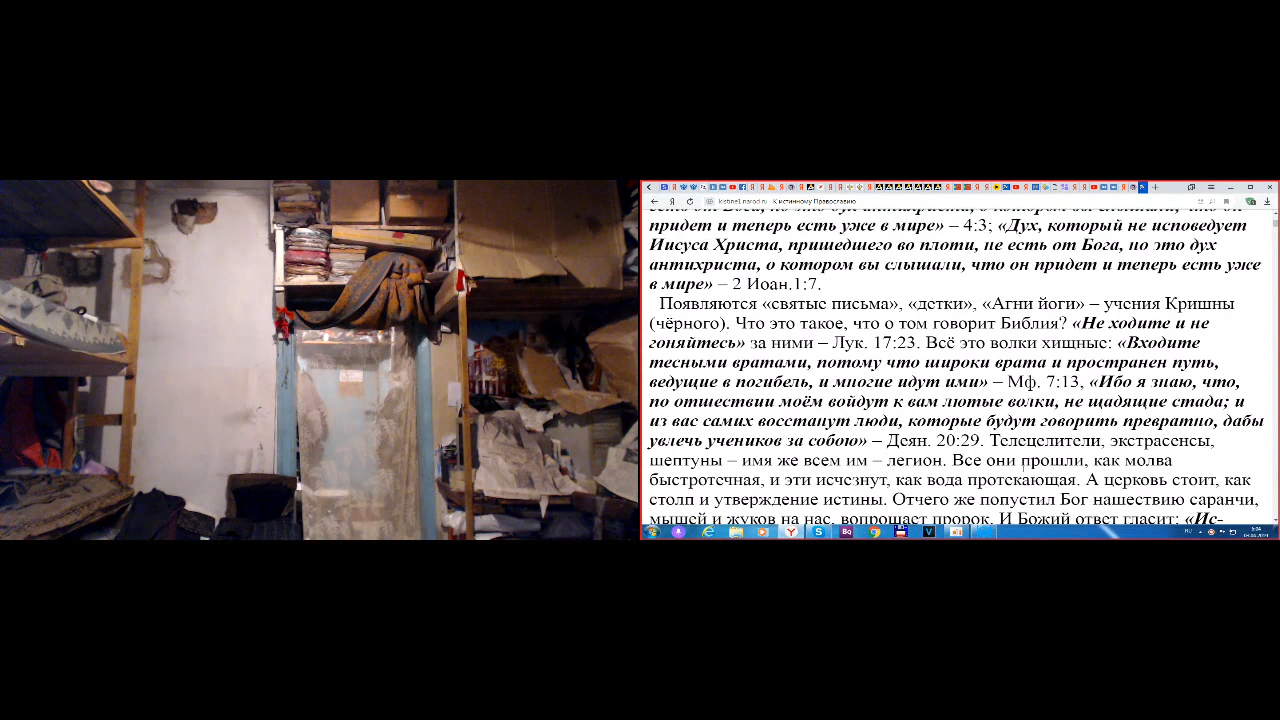 kistine1.narod.ru К истинному Православию
придет и теперь есть уже в мире» – 4:3; «Дух, который не исповедует
Иисуса Христа, пришедшего во плоти, не есть от Бога, но это дух
антихриста, о котором вы слышали, что он придет и теперь есть уже
в мире» – 2 Иоан.1:7.
Появляются «святые письма», «детки», «Агни йоги» – учения Кришны
(чёрного). Что это такое, что о том говорит Библия? «Не ходите и не
гоняйтесь» за ними – Лук. 17:23. Всё это волки хищные: «Входите
тесными вратами, потому что широки врата и пространен путь,
ведущие в погибель, и многие идут ими» – Мф. 7:13, «Ибо я знаю, что,
по отшествии моём войдут к вам лютые волки, не щадящие стада; и
из вас самих восстанут люди, которые будут говорить превратно, дабы
увлечь учеников за собою» – Деян. 20:29. Телецелители, экстрасенсы,
шептуны – имя же всем им – легион. Все они прошли, как молва
быстротечная, и эти исчезнут, как вода протекающая. А церковь стоит, как
столп и утверждение истины. Отчего же попустил Бог нашествию саранчи,
мышей и жуков на нас, вопрошает пророк. И Божий ответ гласит: «Ис-